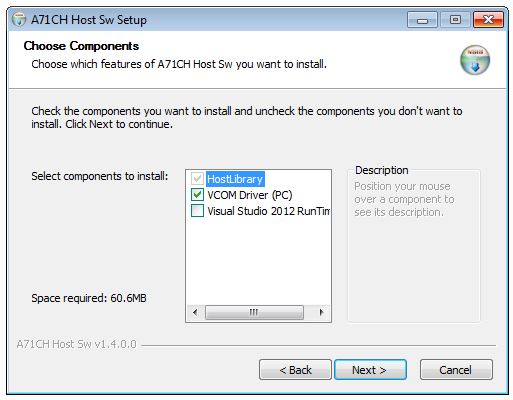 A71CH Host Sw Setup
Choose Components
Choose which features of A71CH Host Sw you want to install.
Check the components you want to install and uncheck the components you don't want to
install. Click Next to continue.
Select components to install:
HostLibrary
VCOM Driver (PC)
Visual Studio 2012 RunTim
Description
Position your mouse
over a component to
see its description.
Space required: 60.6MB
A71CH Host Sw v1.4.0.0
< Back
Next >
Cancel